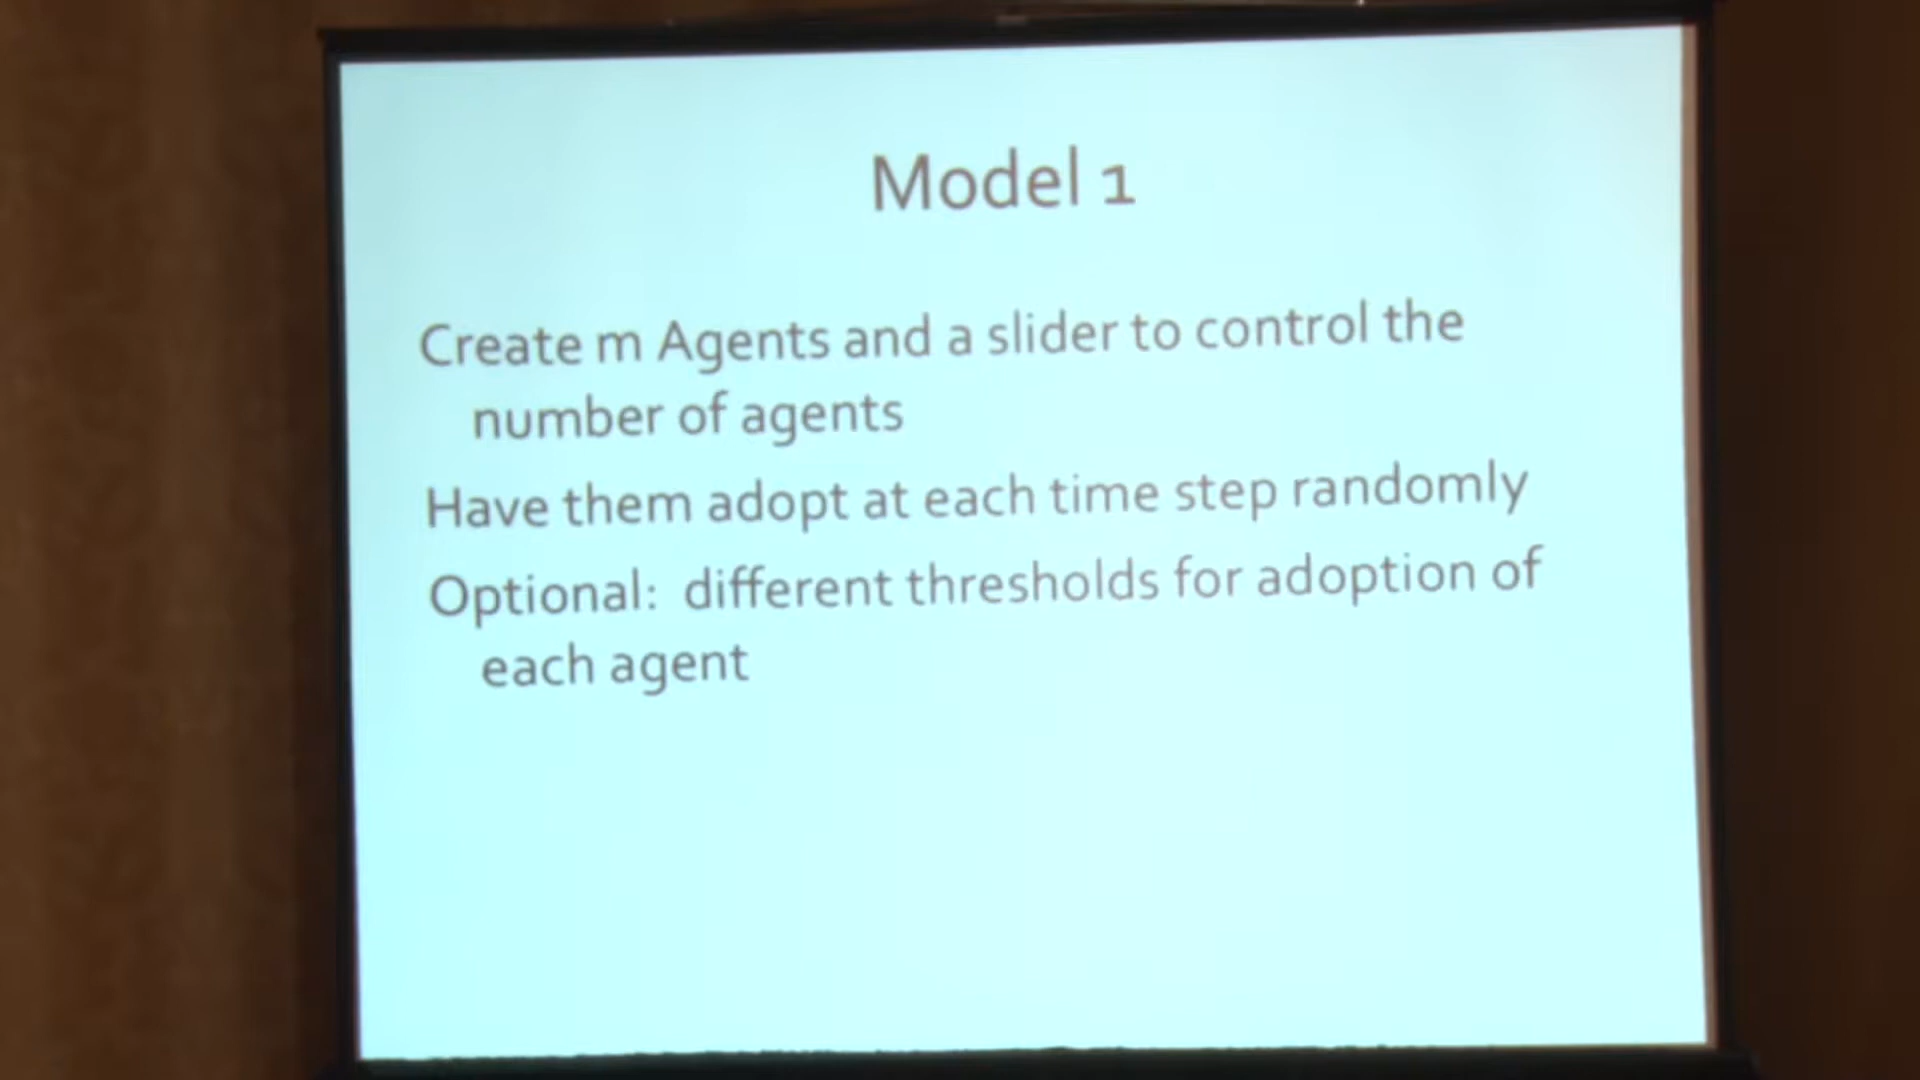 Model 1
Create m Agents and a slider to control the
number of agents
Have them adopt at each time step randomly
Optional: different thresholds for adoption of
each agent